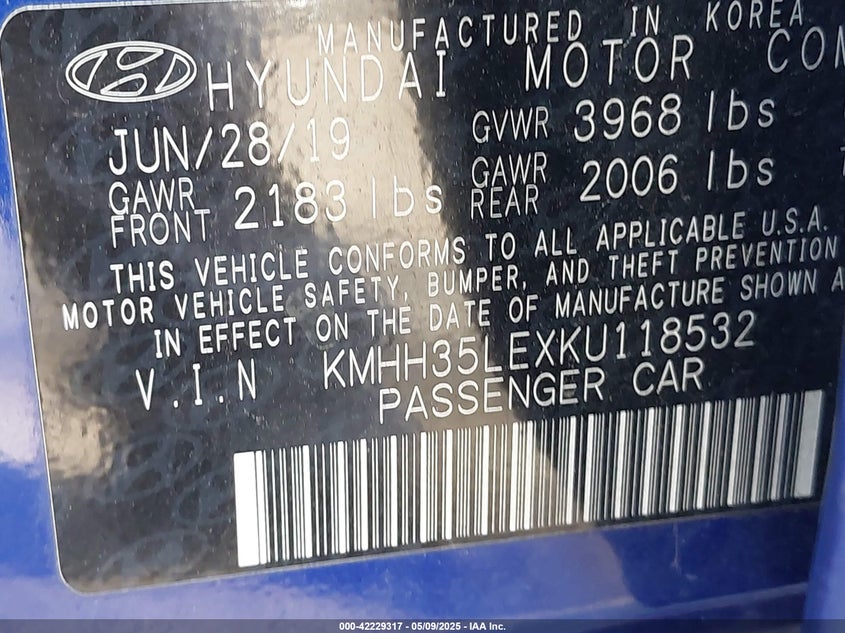 MANUFACTURED IN KOREA
HYUNDAI MOTOR
JUN/28/19 GVWR 3968 lbs
GAWR FRONT 2183 lbs GAWR REAR 2006 lbs
THIS VEHICLE CONFORMS TO ALL APPLICABLE U.S.A.
MOTOR VEHICLE SAFETY, BUMPER, AND THEFT PREVENTION
IN EFFECT ON THE DATE OF MANUFACTURE SHOWN
V.I.N KMHH35LEXKU118532
PASSENGER CAR
000-42229317 - 05/09/2025 - IAA Inc.